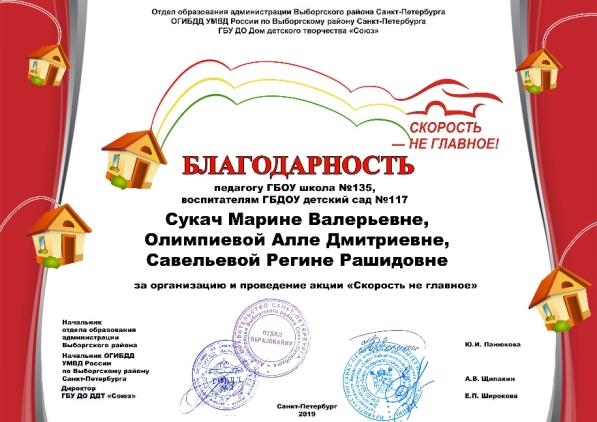 Отдел образования администрации Выборгского района Санкт-Петербурга
ОГИБДД УМВД России по Выборгскому району Санкт-Петербурга
ГБУ ДО Дом детского творчества «Союз»
СКОРОСТЬ
— НЕ ГЛАВНОЕ!
БЛАГОДАРНОСТЬ
педагогу ГБОУ школа №135,
воспитателям ГБДОУ детский сад №117
Сукач Марине Валерьевне,
Олимпиевой Алле Дмитриевне,
Савельевой Регине Рашидовне
за организацию и проведение акции «Скорость не главное»
Начальник
отдела образования
администрации
Выборгского района
Ю.И. Панюкова
Начальник ОГИБДД
УМВД России
по Выборгскому району
Санкт-Петербурга
А.В. Щипакин
Директор
ГБУ ДО ДДТ «Союз»
Е.П. Широкова
ОТДЕЛ
ОБРАЗОВАНИЯ
Санкт-Петербург
2019